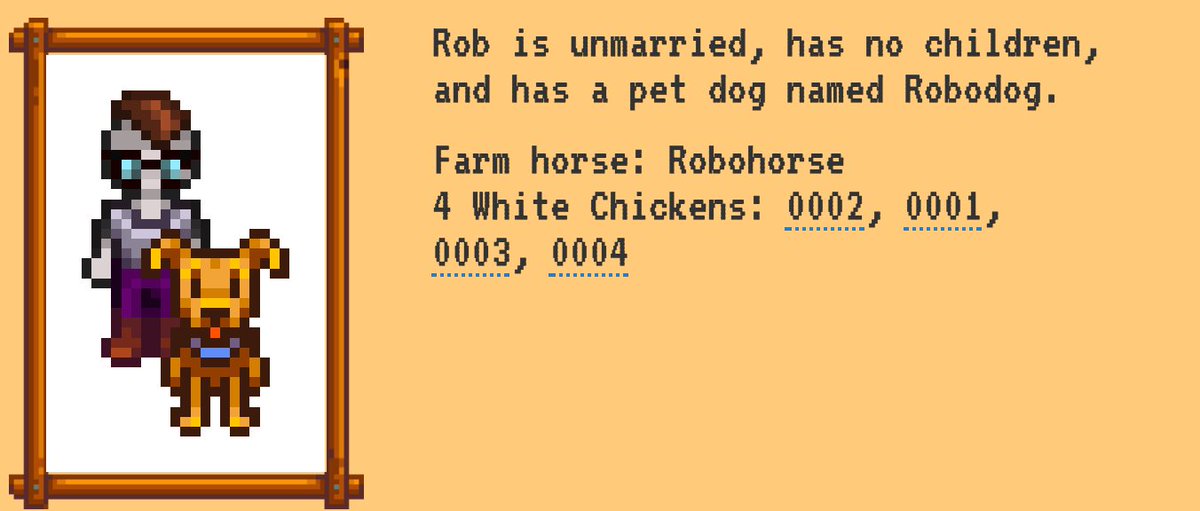 Rob is unmarried, has no children,
and has a pet dog named Robodog.
Farm horse: Robohorse
4 White Chickens: 0002, 0001,
0003, 0004